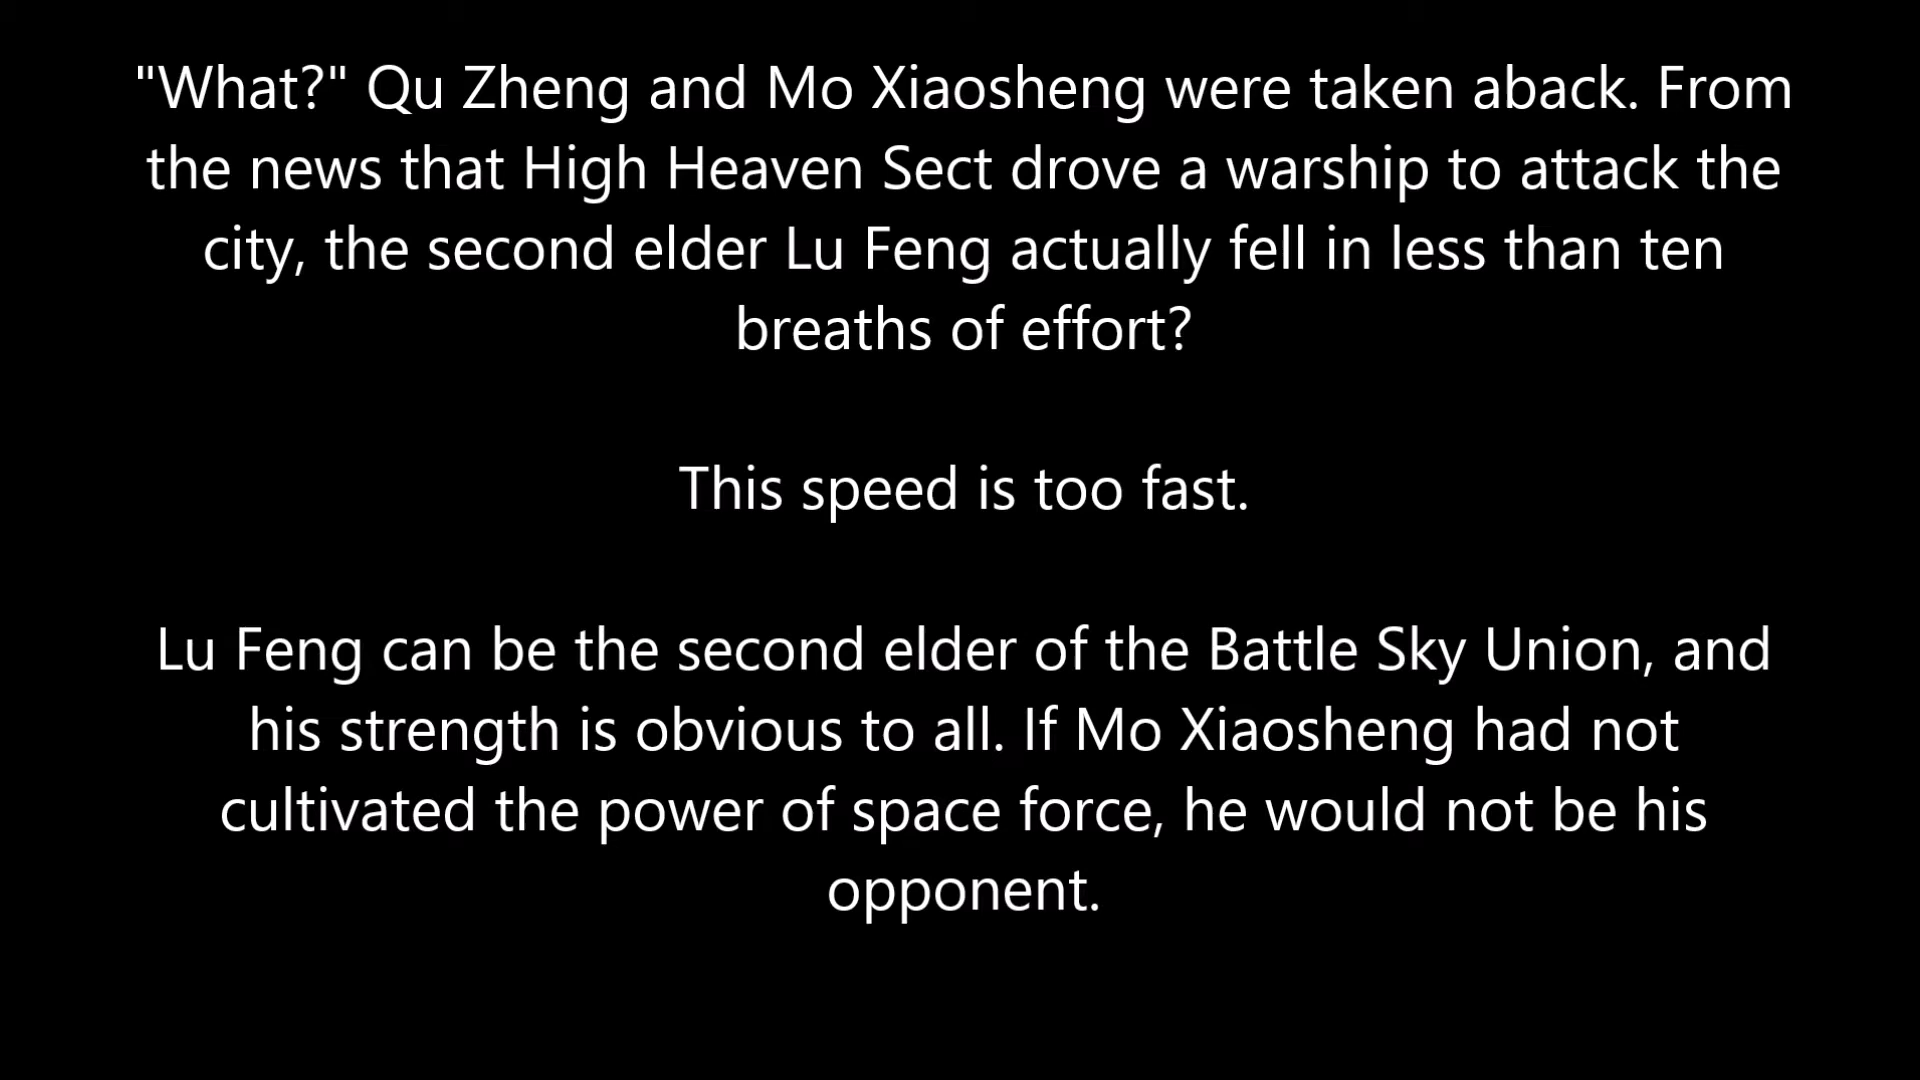 "What?" Qu Zheng and Mo Xiaosheng were taken aback. From
the news that High Heaven Sect drove a warship to attack the
city, the second elder Lu Feng actually fell in less than ten
breaths of effort?
This speed is too fast.
Lu Feng can be the second elder of the Battle Sky Union, and
his strength is obvious to all. If Mo Xiaosheng had not
cultivated the power of space force, he would not be his
opponent.